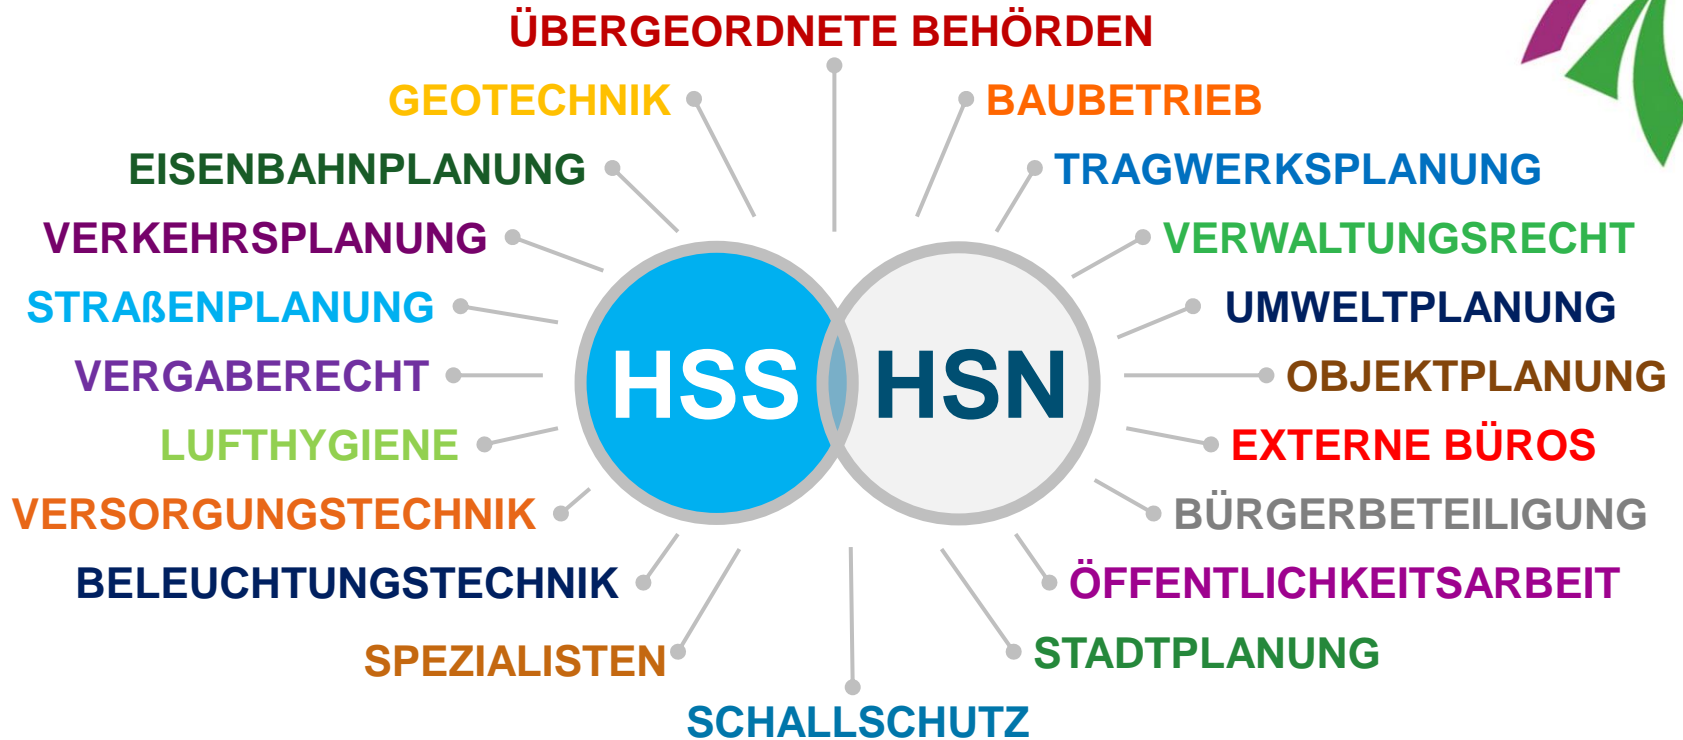 ÜBERGEORDNETE BEHÖRDEN
GEOTECHNIK
BAUBETRIEB
EISENBAHNPLANUNG
TRAGWERKSPLANUNG
VERKEHRSPLANUNG
VERWALTUNGSRECHT
STRAßENPLANUNG
UMWELTPLANUNG
HSS
HSN
VERGABERECHT
OBJEKTPLANUNG
LUFTHYGIENE
EXTERNE BÜROS
VERSORGUNGSTECHNIK
BÜRGERBETEILIGUNG
BELEUCHTUNGSTECHNIK
ÖFFENTLICHKEITSARBEIT
SPEZIALISTEN
STADTPLANUNG
SCHALLSCHUTZ